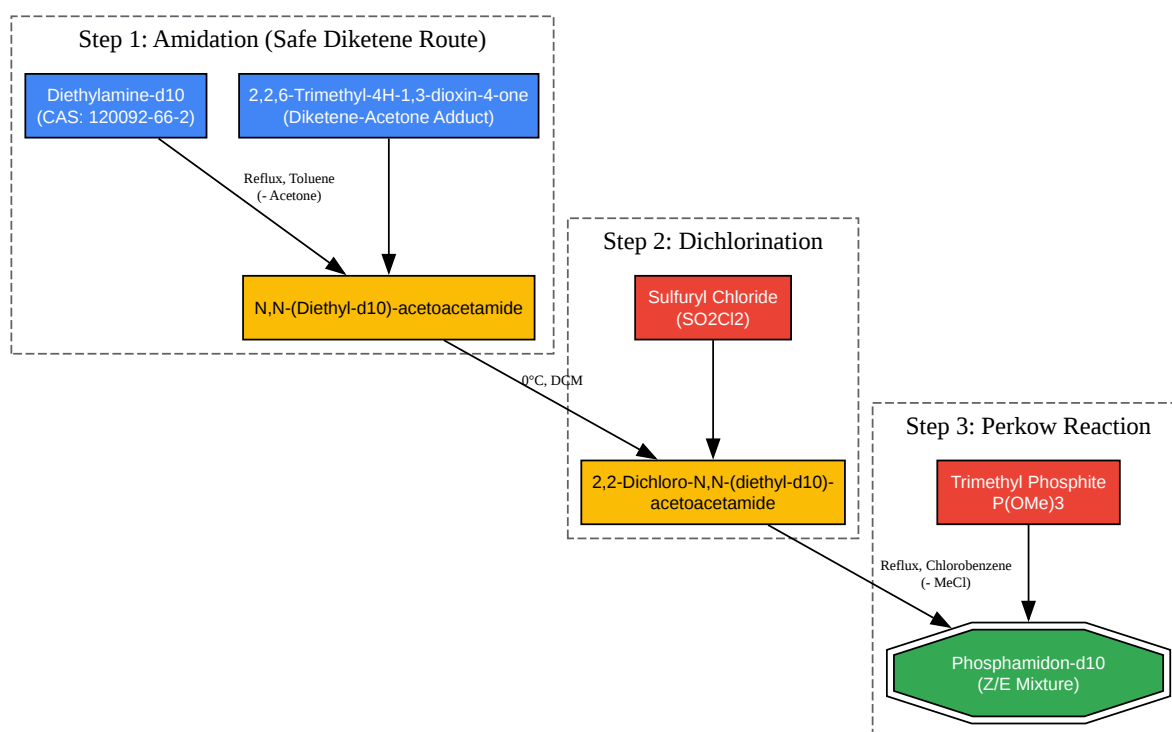 Step 1: Amidation (Safe Diketene Route)
Diethylamine-d10
(CAS: 120092-66-2)
2,2,6-Trimethyl-4H-1,3-dioxin-4-one
(Diketene-Acetone Adduct)
Reflux, Toluene
(- Acetone)
N,N-(Diethyl-d10)-acetoacetamide
Step 2: Dichlorination
Sulfuryl Chloride
(SO2Cl2)
0°C, DCM
2,2-Dichloro-N,N-(diethyl-d10)-
acetoacetamide
Step 3: Perkow Reaction
Trimethyl Phosphite
P(OMe)3
Reflux, Chlorobenzene
(- MeCl)
Phosphamidon-d10
(Z/E Mixture)